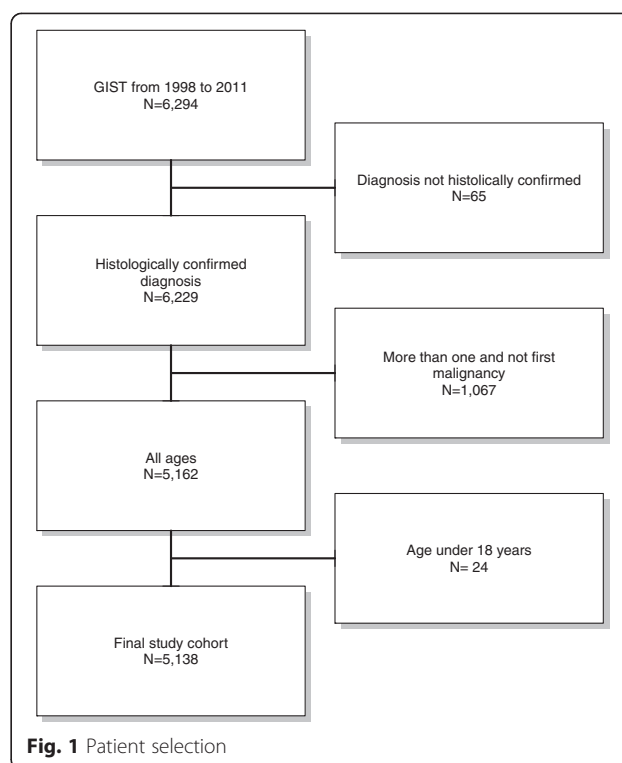 GIST from 1998 to 2011
N=6,294
Diagnosis not histolically confirmed
N=65
Histologically confirmed
diagnosis
N=6,229
More than one and not first
malignancy
N=1,067
All ages
N=5,162
Age under 18 years
N= 24
Final study cohort
N=5,138
Fig. 1 Patient selection